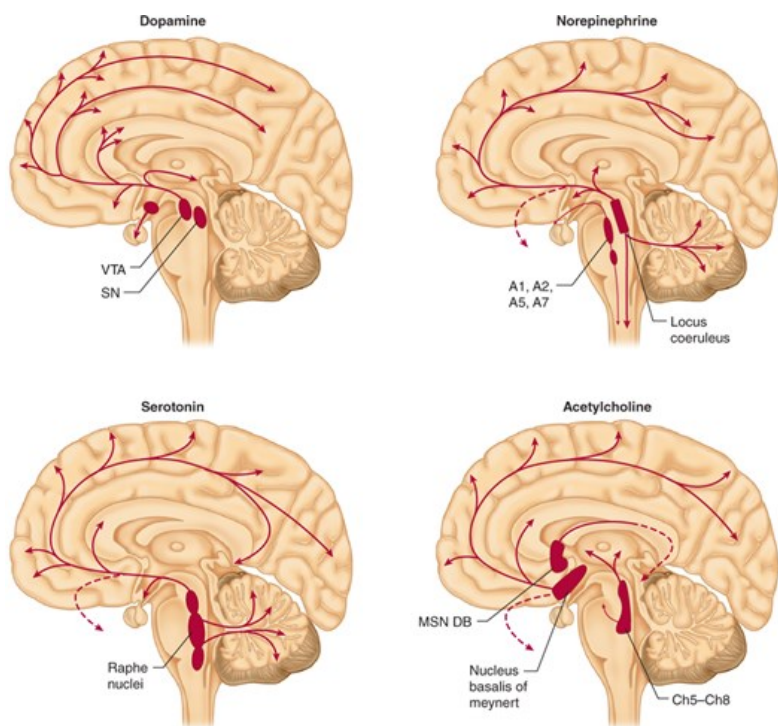 Dopamine
VTA
SN
Norepinephrine
A1, A2,
A5, A7
Locus
coeruleus
Serotonin
Raphe
nuclei
Acetylcholine
MSN DB
Nucleus
basalis of
meynert
Ch5–Ch8